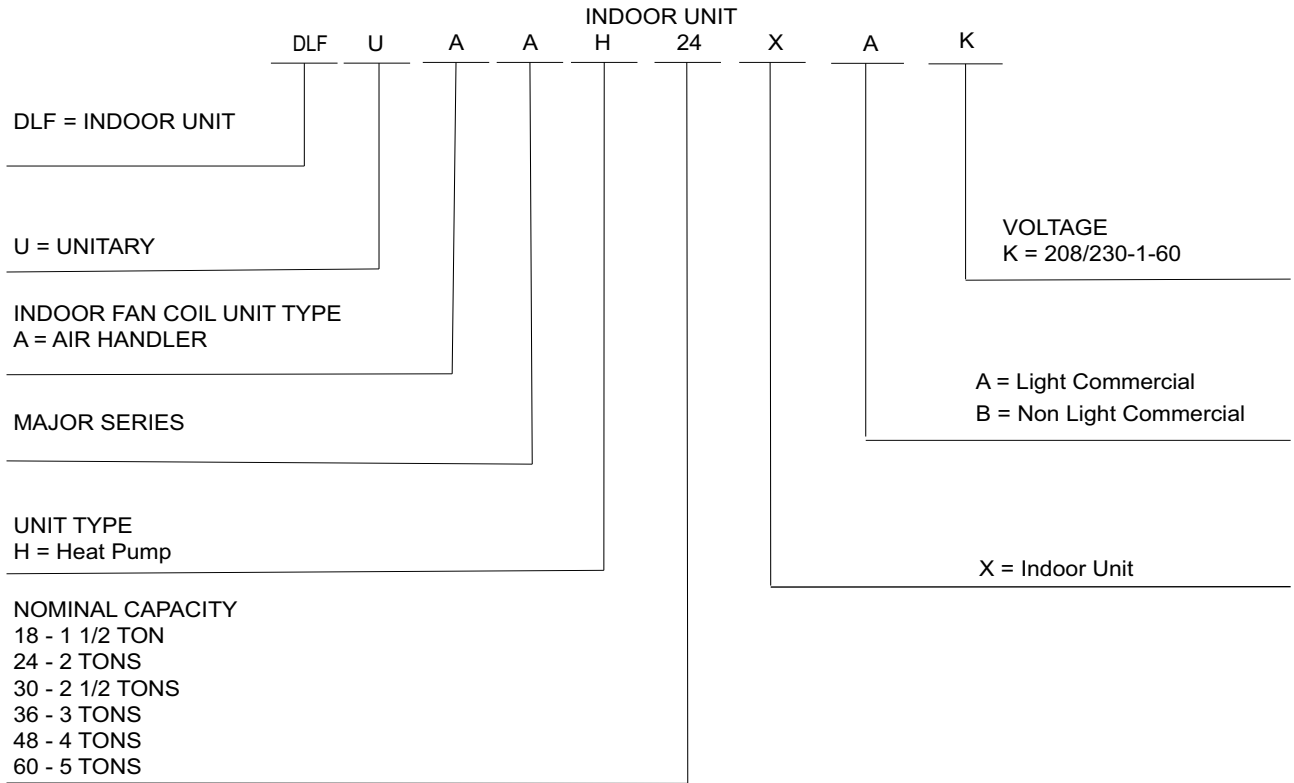 INDOOR UNIT
DLF U A A H 24 X A K
DLF = INDOOR UNIT
U = UNITARY
INDOOR FAN COIL UNIT TYPE
A = AIR HANDLER
MAJOR SERIES
UNIT TYPE
H = Heat Pump
NOMINAL CAPACITY
18 - 1 1/2 TON
24 - 2 TONS
30 - 2 1/2 TONS
36 - 3 TONS
48 - 4 TONS
60 - 5 TONS
VOLTAGE
K = 208/230-1-60
A = Light Commercial
B = Non Light Commercial
X = Indoor Unit